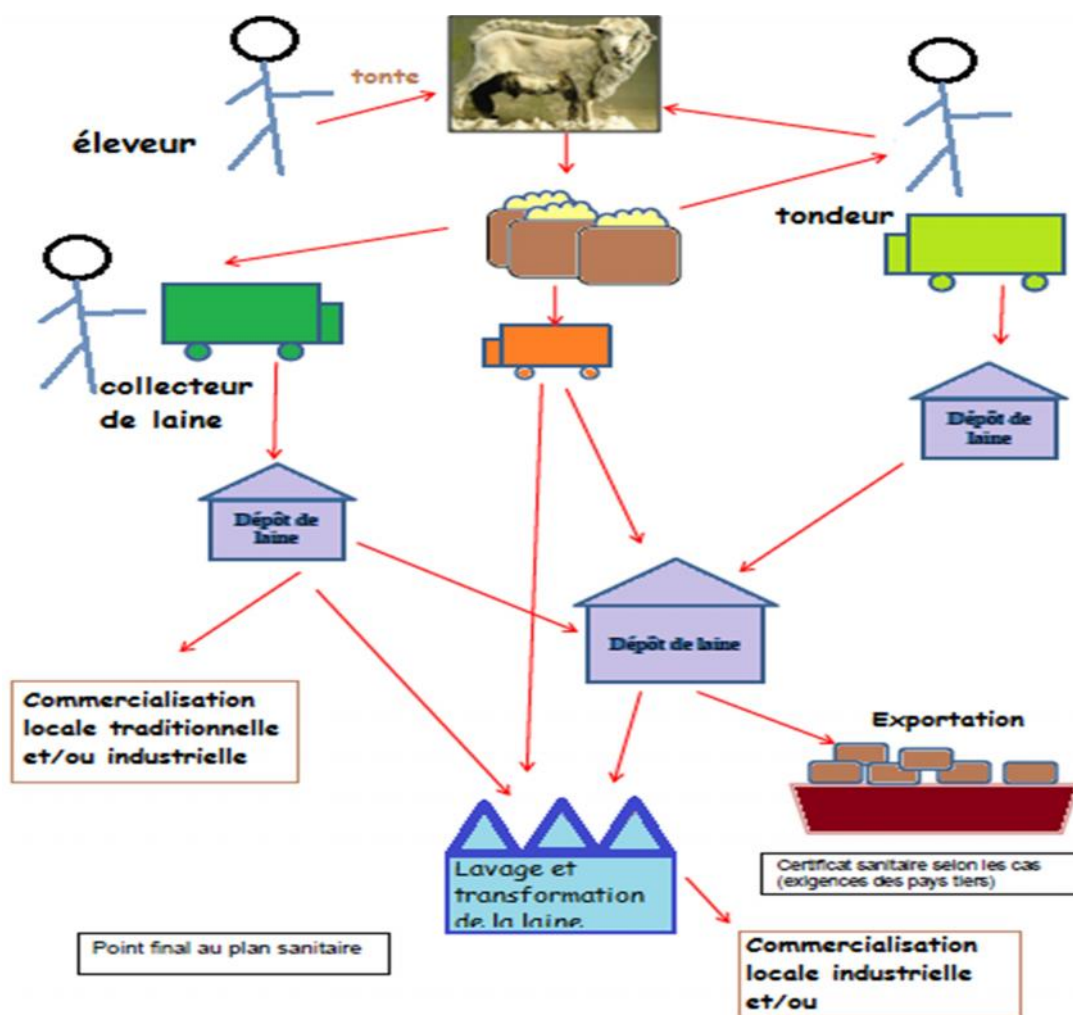 tonte
éleveur
tondeur
collecteur
de laine
Dépôt de
laine
Dépôt de
laine
Dépôt de laine
Commercialisation
locale traditionnelle
et/ou industrielle
Exportation
Certificat sanitaire selon les cas
(exigences des pays tiers)
Lavage et
transformation
de la laine.
Point final au plan sanitaire
Commercialisation
locale industrielle
et/ou